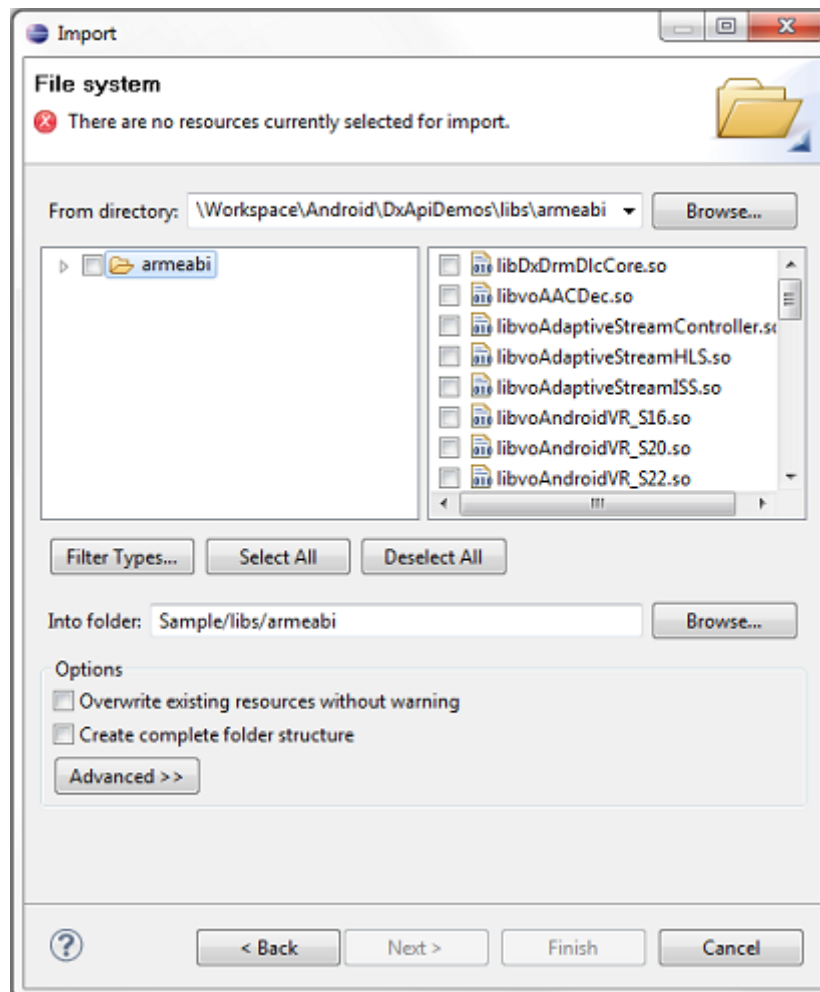 Import
File system
There are no resources currently selected for import.
From directory: \Workspace\Android\DxApiDemos\libs\armeabi Browse...
armeabi
libDxDrmDlcCore.so
libvoAACDec.so
libvoAdaptiveStreamController.so
libvoAdaptiveStreamHLS.so
libvoAdaptiveStreamISS.so
libvoAndroidVR_S16.so
libvoAndroidVR_S20.so
libvoAndroidVR_S22.so
Filter Types... Select All Deselect All
Into folder: Sample/libs/armeabi Browse...
Options
Overwrite existing resources without warning
Create complete folder structure
Advanced >>
< Back Next > Finish Cancel